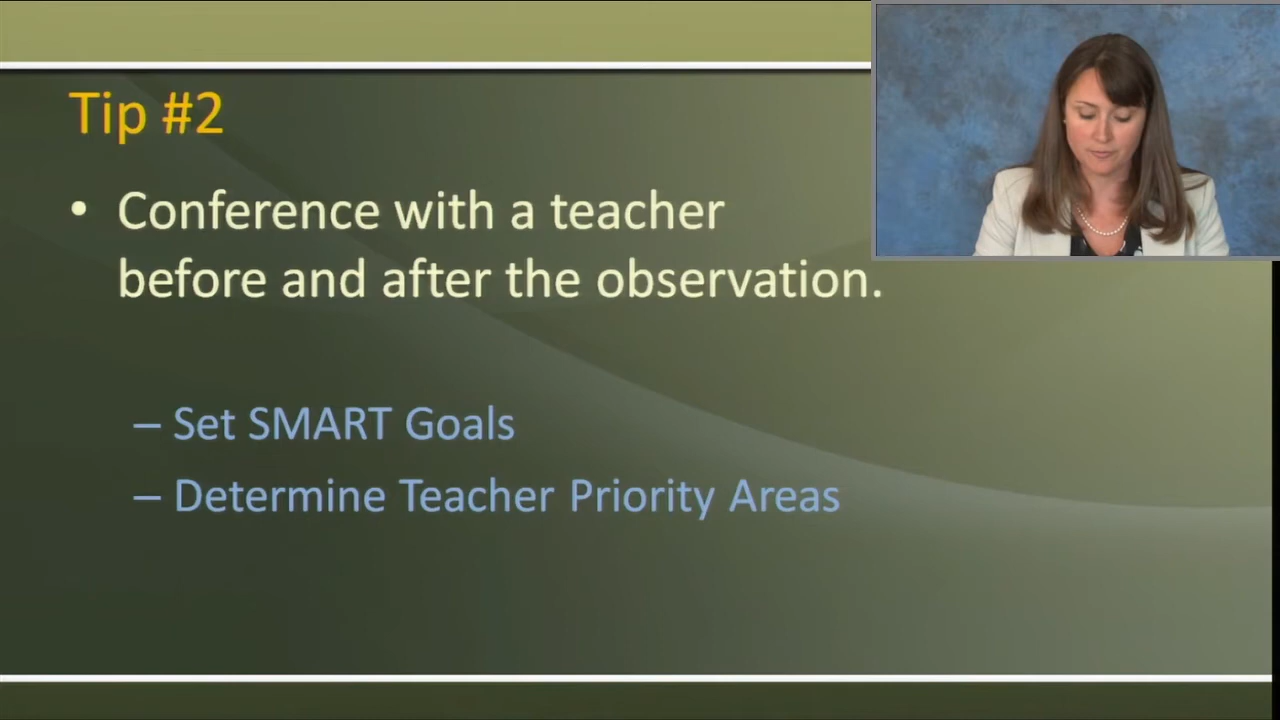 Tip #2
• Conference with a teacher
before and after the observation.
– Set SMART Goals
– Determine Teacher Priority Areas